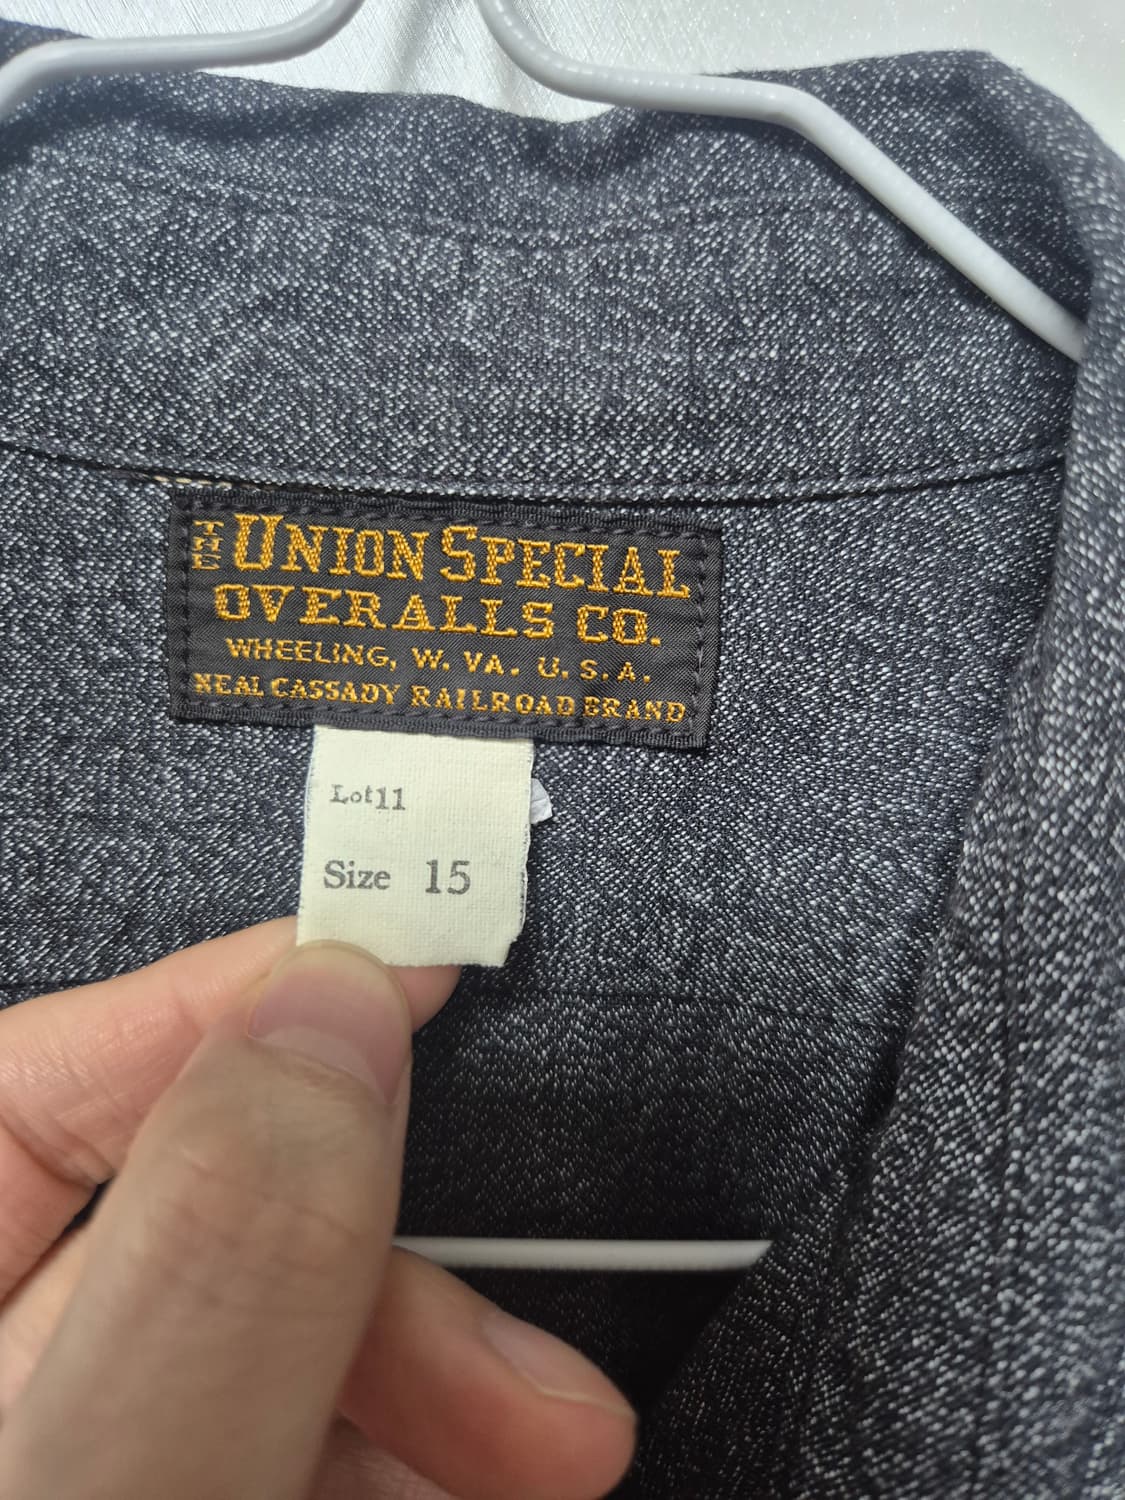 THE UNION SPECIAL
OVERALLS CO.
WHEELING, W. VA. U.S.A.
NEAL CASSADY RAILROAD BRAND
Lot11
Size 15